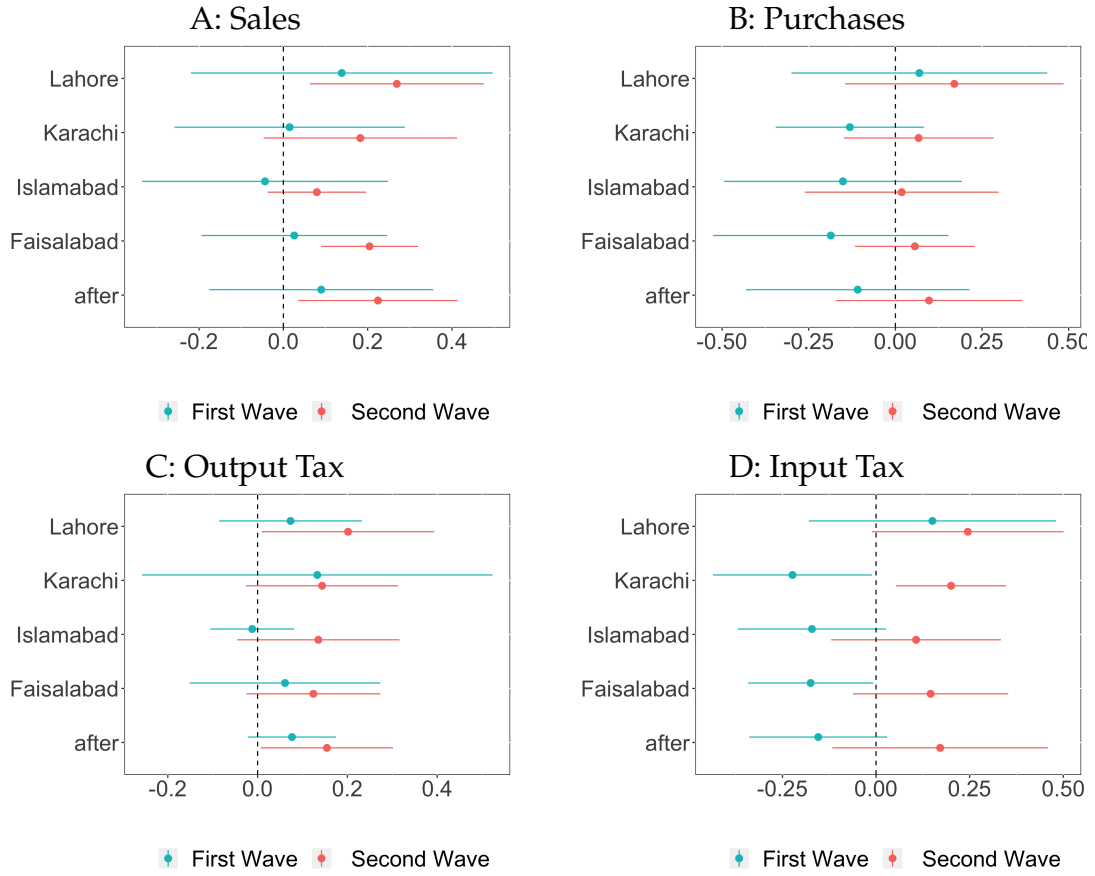 A: Sales
Lahore
Karachi
Islamabad
Faisalabad
after
-0.2 0.0 0.2 0.4
First Wave Second Wave
B: Purchases
Lahore
Karachi
Islamabad
Faisalabad
after
-0.50 -0.25 0.00 0.25 0.50
First Wave Second Wave
C: Output Tax
Lahore
Karachi
Islamabad
Faisalabad
after
-0.2 0.0 0.2 0.4
First Wave Second Wave
D: Input Tax
Lahore
Karachi
Islamabad
Faisalabad
after
-0.25 0.00 0.25 0.50
First Wave Second Wave